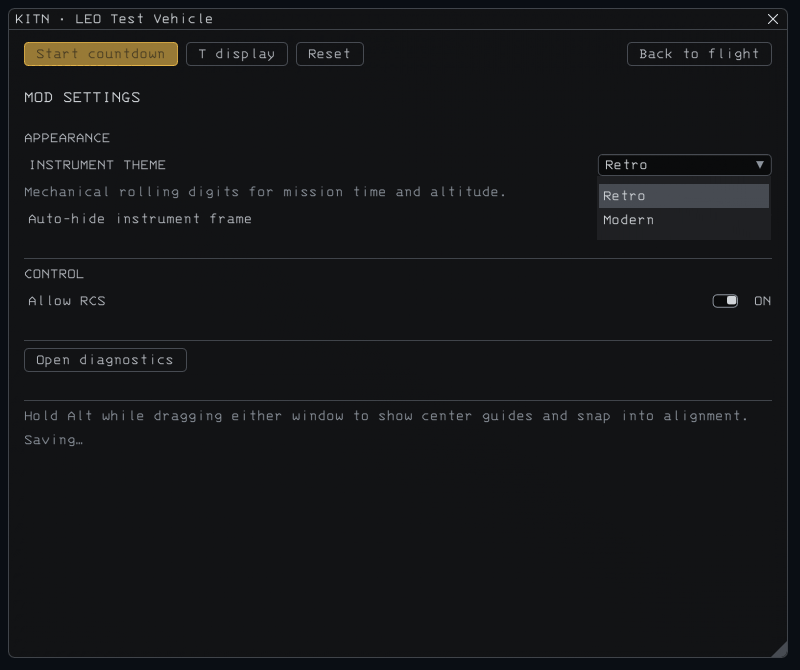 KITN · LEO Test Vehicle
Start countdown T display Reset Back to flight
MOD SETTINGS
APPEARANCE
INSTRUMENT THEME Retro
Mechanical rolling digits for mission time and altitude. Retro
Auto-hide instrument frame Modern
CONTROL
Allow RCS ON
Open diagnostics
Hold Alt while dragging either window to show center guides and snap into alignment.
Saving…